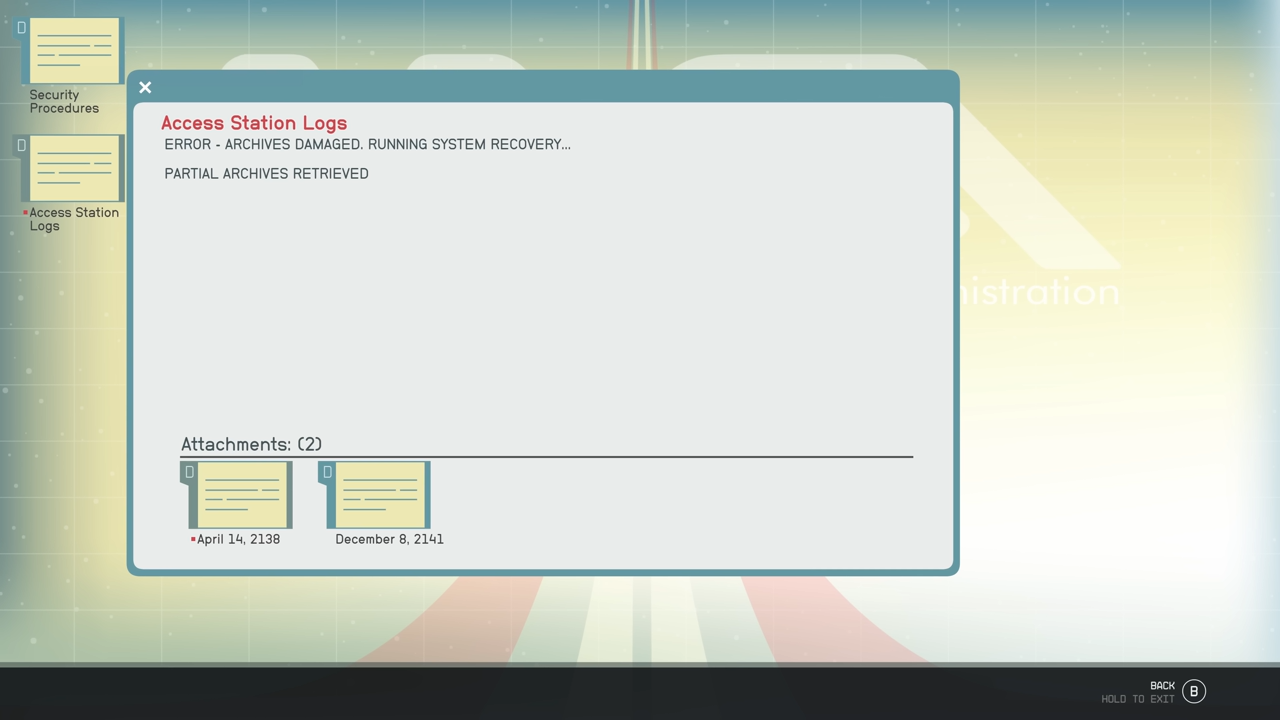 D
Security
Procedures
D
Access Station
Logs
Access Station Logs
ERROR - ARCHIVES DAMAGED. RUNNING SYSTEM RECOVERY...
PARTIAL ARCHIVES RETRIEVED
Attachments: (2)
D
April 14, 2138
D
December 8, 2141
nistration
BACK
HOLD TO EXIT
B